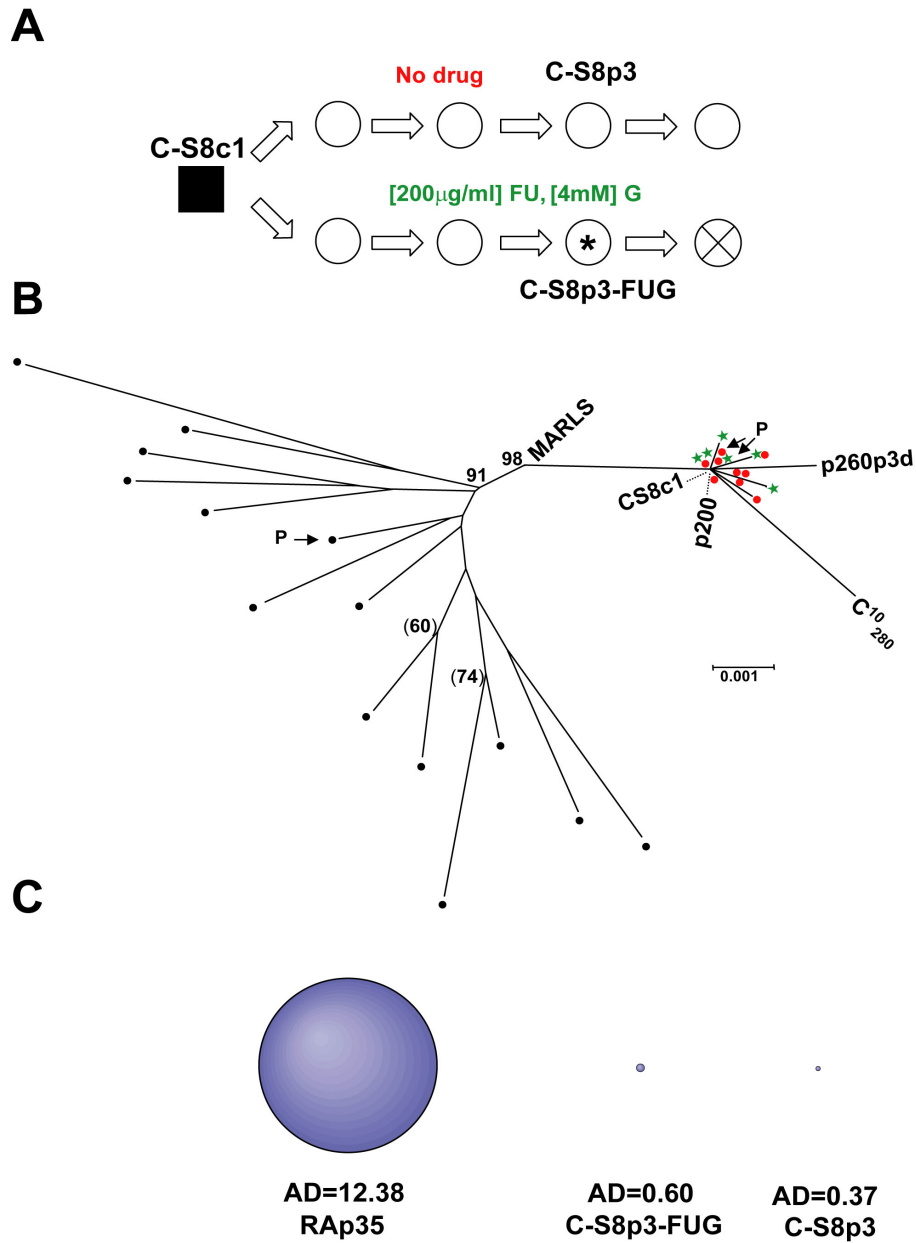 A
No drug
C-S8p3
C-S8c1
[200μg/ml] FU, [4mM] G
*
C-S8p3-FUG
B
MARLS
98
91
P
P
p260p3d
CS8c1
p200
C10 280
(60)
(74)
0.001
C
AD=12.38
RAp35
AD=0.60
C-S8p3-FUG
AD=0.37
C-S8p3